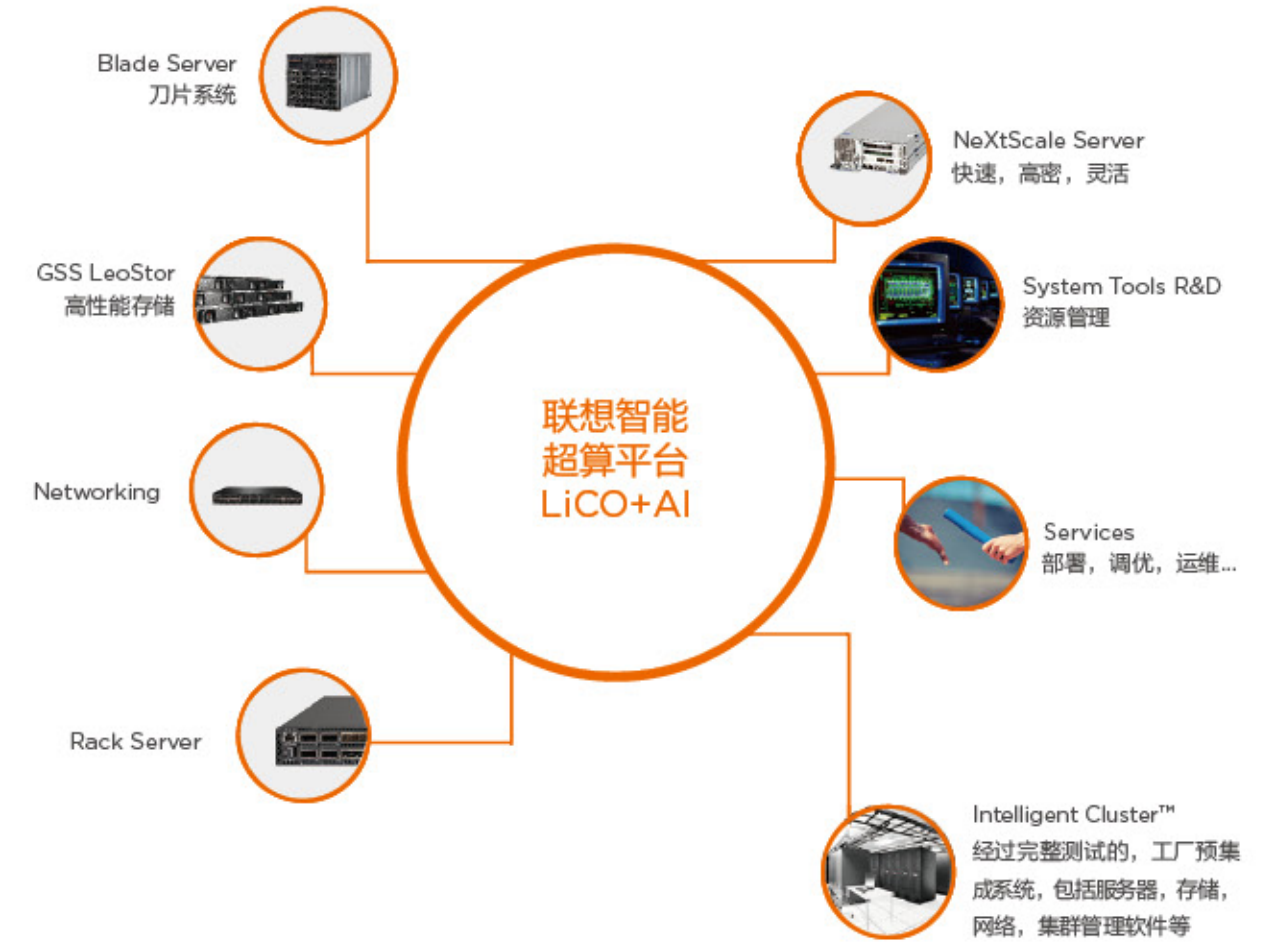 Blade Server
刀片系统
NeXtScale Server
快速，高密，灵活
GSS LeoStor
高性能存储
System Tools R&D
资源管理
联想智能
超算平台
LiCO+AI
Networking
Services
部署，调优，运维...
Rack Server
Intelligent Cluster™
经过完整测试的，工厂预集
成系统，包括服务器，存储，
网络，集群管理软件等